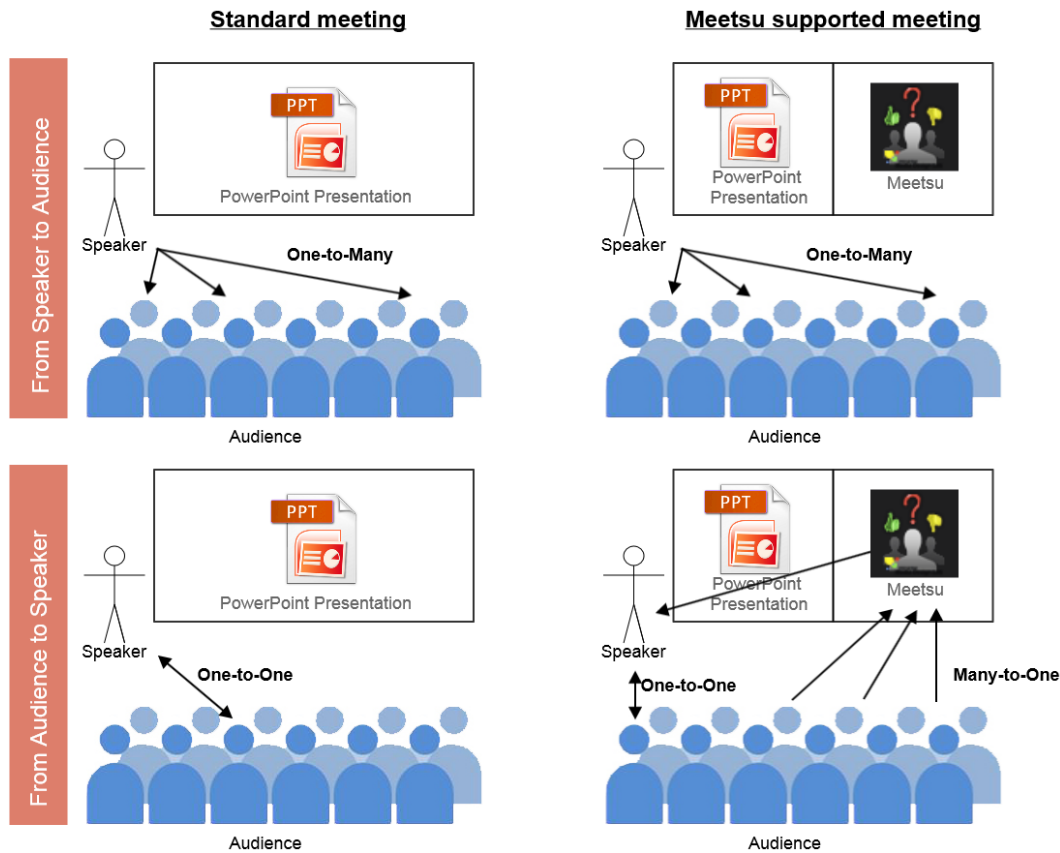 Standard meeting
Meetsu supported meeting
From Speaker to Audience
PPT
PowerPoint Presentation
Speaker
One-to-Many
Audience
PPT
PowerPoint
Presentation
?
Meetsu
Speaker
One-to-Many
Audience
From Audience to Speaker
PPT
PowerPoint Presentation
Speaker
One-to-One
Audience
PPT
PowerPoint
Presentation
?
Meetsu
Speaker
One-to-One
Many-to-One
Audience